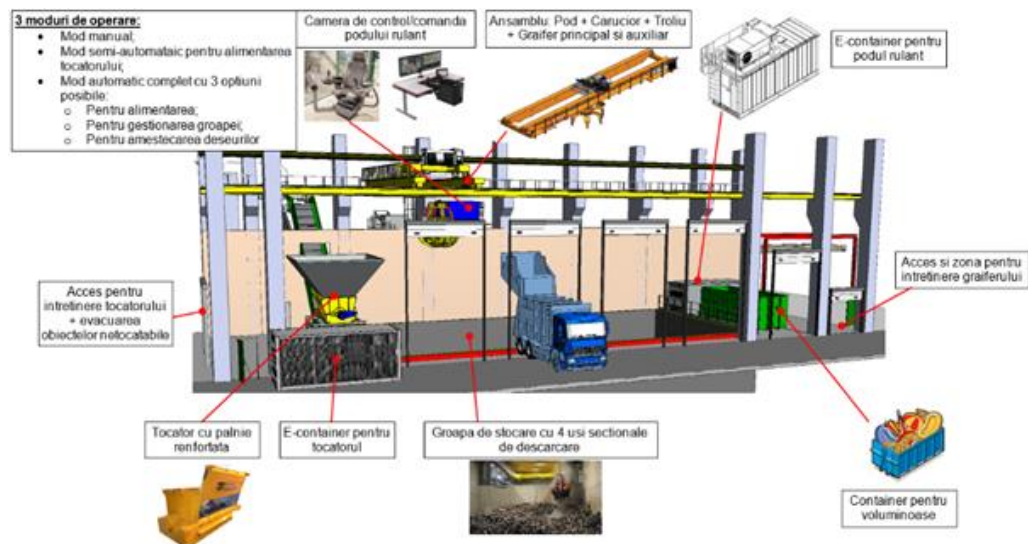 3 moduri de operare:
Mod manual;
Mod semi-automataic pentru alimentarea
tocatorului;
Mod automatic complet cu 3 optiuni
posibile:
Pentru alimentarea;
Pentru gestionarea groapei;
Pentru amestecarea deseurilor
Camera de control/comanda
podului rulant
Ansamblu: Pod + Carucior + Troliu
+ Graifer principal si auxiliar
E-container pentru
podul rulant
Acces pentru
intretinere tocatorului
+ evacuarea
obiectelor netocatabile
Acces si zona pentru
intretinere graiferului
Tocator cu palnie
renfortata
E-container pentru
tocatorul
Groapa de stocare cu 4 usi sectionale
de descarcare
Container pentru
voluminoase